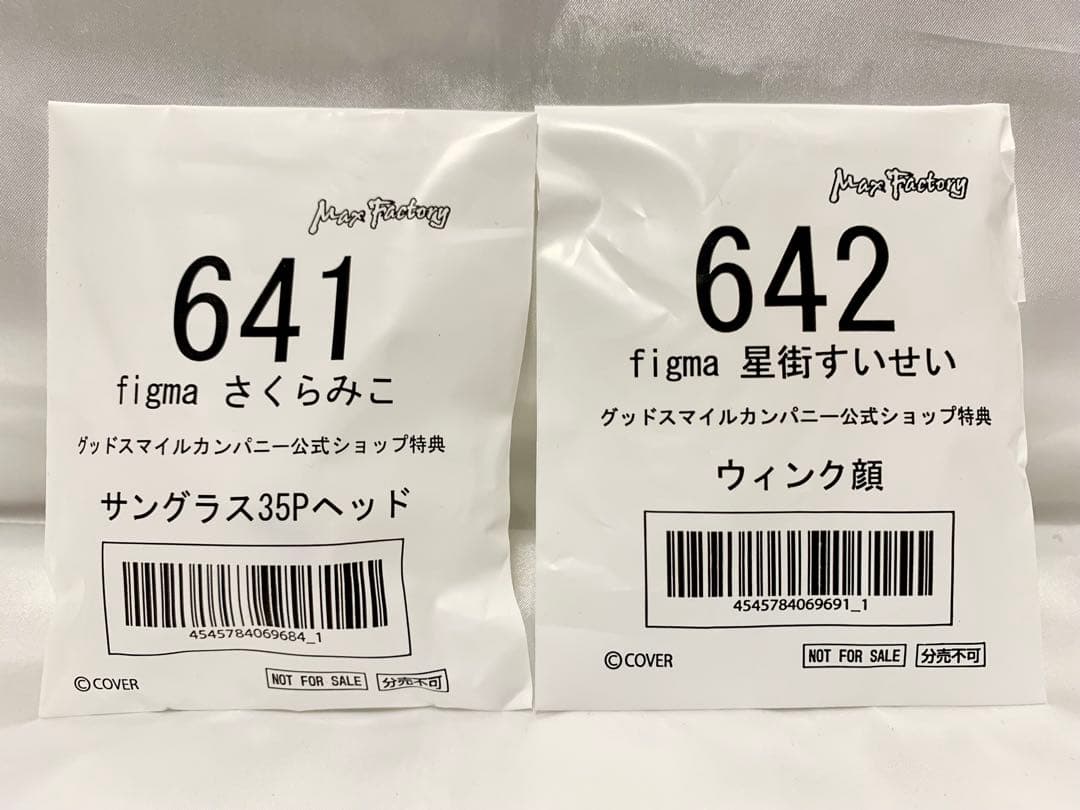 Max Factory
641
figma さくらみこ
グッドスマイルカンパニー公式ショップ特典
サングラス35Pヘッド
4545784069684_1
©COVER
NOT FOR SALE
分売不可
Max Factory
642
figma 星街すいせい
グッドスマイルカンパニー公式ショップ特典
ウィンク顔
4545784069691_1
©COVER
NOT FOR SALE
分売不可